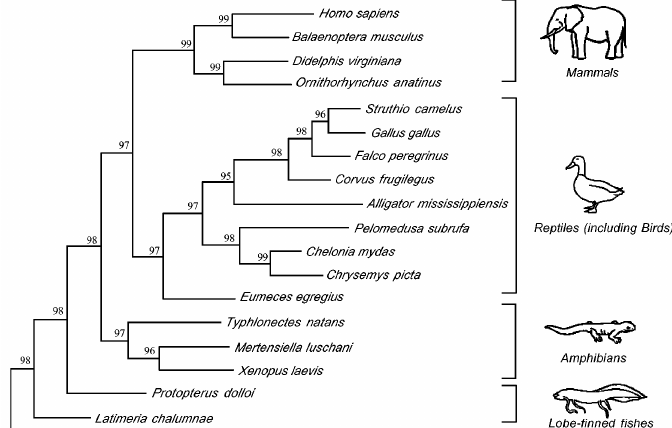 Homo sapiens
99
Balaenoptera musculus
99
Didelphis virginiana
99
Ornithorhynchus anatinus
Mammals
97
Struthio camelus
96
Gallus gallus
98
Falco peregrinus
98
Corvus frugilegus
95
Alligator mississippiensis
97
Pelomedusa subrufa
98
Chelonia mydas
99
Chrysemys picta
97
Eumeces egregius
Reptiles (including Birds)
98
Typhlonectes natans
97
Mertensiella luschani
96
Xenopus laevis
Amphibians
98
Protopterus dolloi
98
Latimeria chalumnae
Lobe-finned fishes